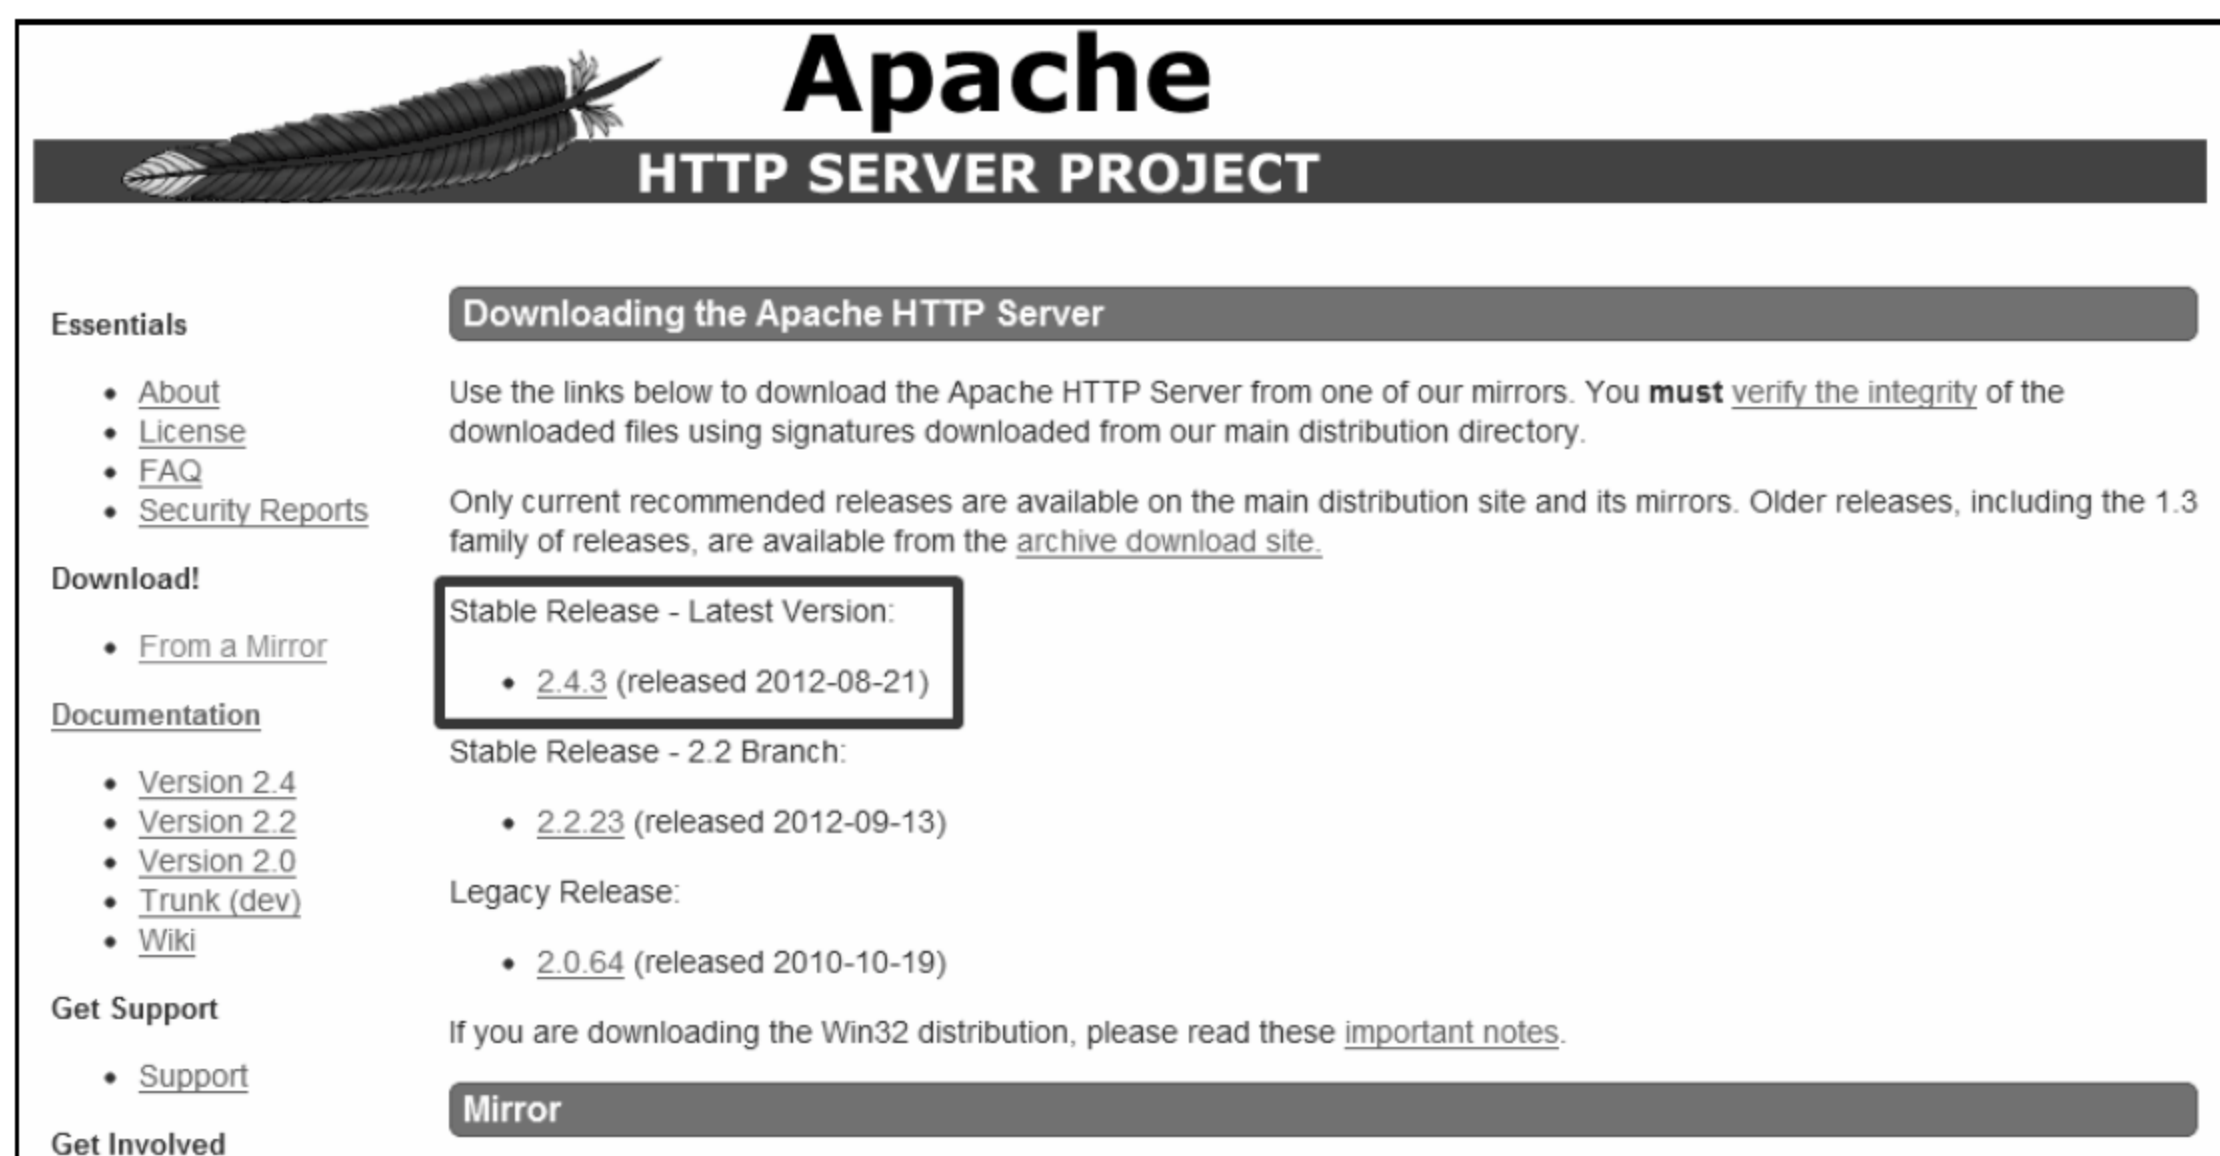 Apache
HTTP SERVER PROJECT
Essentials
• About
• License
• FAQ
• Security Reports
Download!
• From a Mirror
Documentation
• Version 2.4
• Version 2.2
• Version 2.0
• Trunk (dev)
• Wiki
Get Support
• Support
Get Involved
Downloading the Apache HTTP Server
Use the links below to download the Apache HTTP Server from one of our mirrors. You must verify the integrity of the
downloaded files using signatures downloaded from our main distribution directory.
Only current recommended releases are available on the main distribution site and its mirrors. Older releases, including the 1.3
family of releases, are available from the archive download site.
Stable Release - Latest Version:
• 2.4.3 (released 2012-08-21)
Stable Release - 2.2 Branch:
• 2.2.23 (released 2012-09-13)
Legacy Release:
• 2.0.64 (released 2010-10-19)
If you are downloading the Win32 distribution, please read these important notes.
Mirror